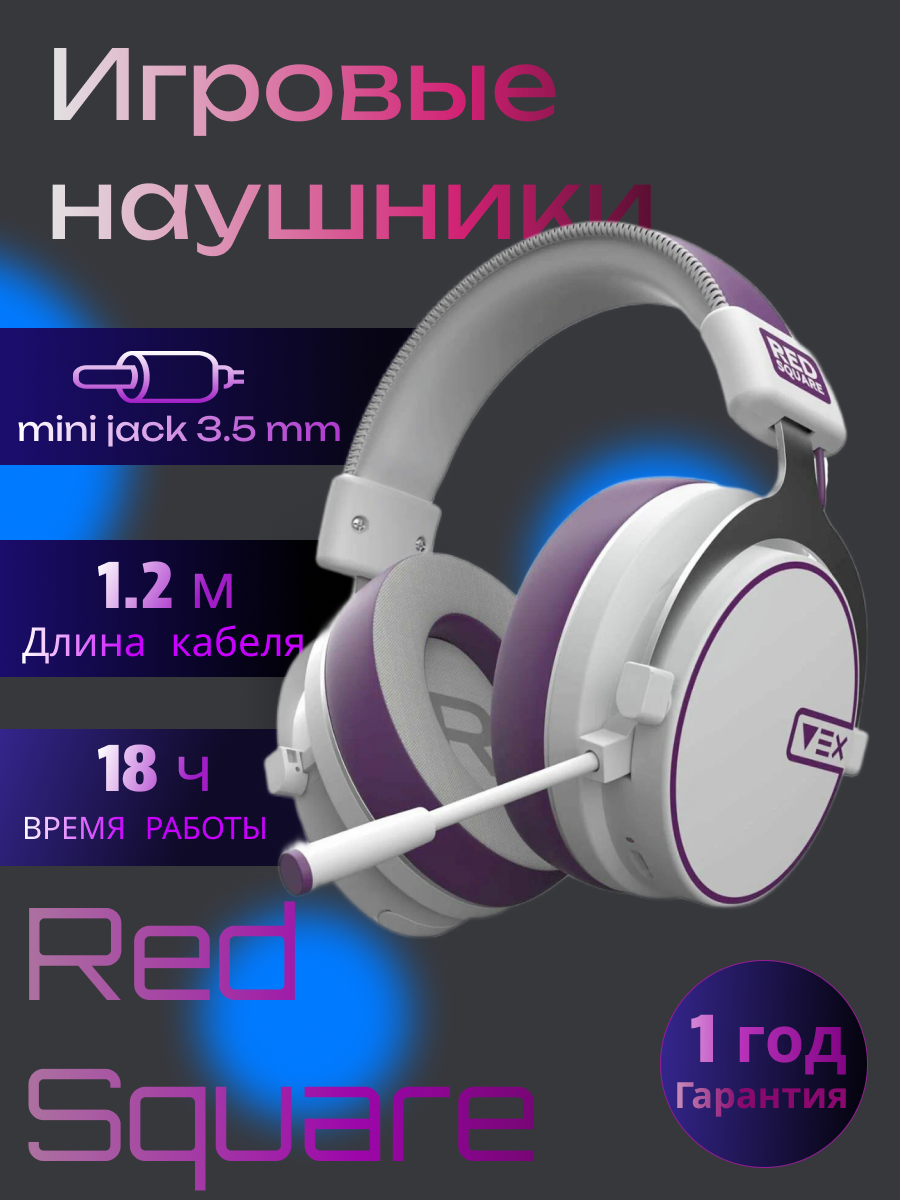 Игровые
наушники
RED
SQUARE
mini jack 3.5 mm
1.2 м
Длина кабеля
18 ч
ВРЕМЯ РАБОТЫ
R
VEX
Red
Square
1 год
Гарантия